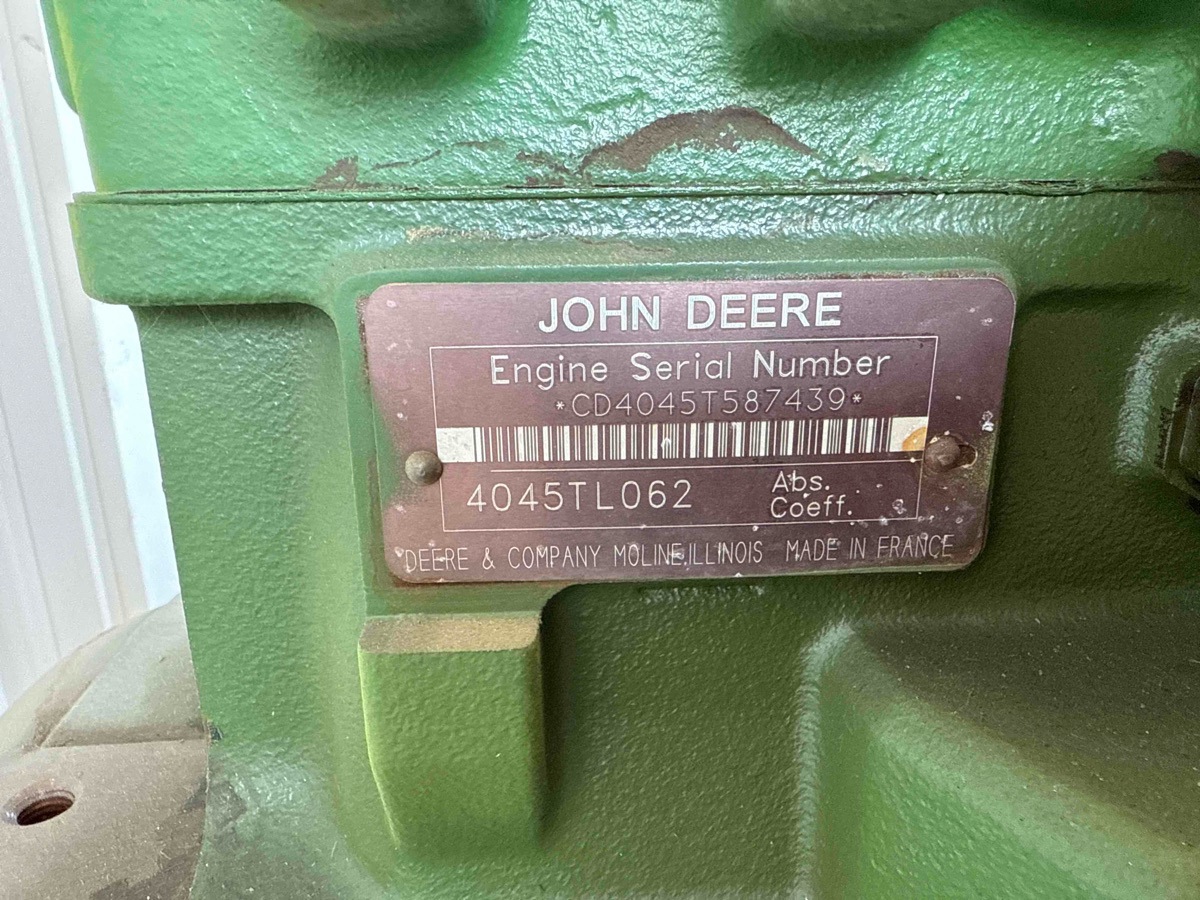 JOHN DEERE
Engine Serial Number
*CD4045T587439*
4045TL062
Abs.
Coeff.
DEERE & COMPANY MOLINE,ILLINOIS MADE IN FRANCE